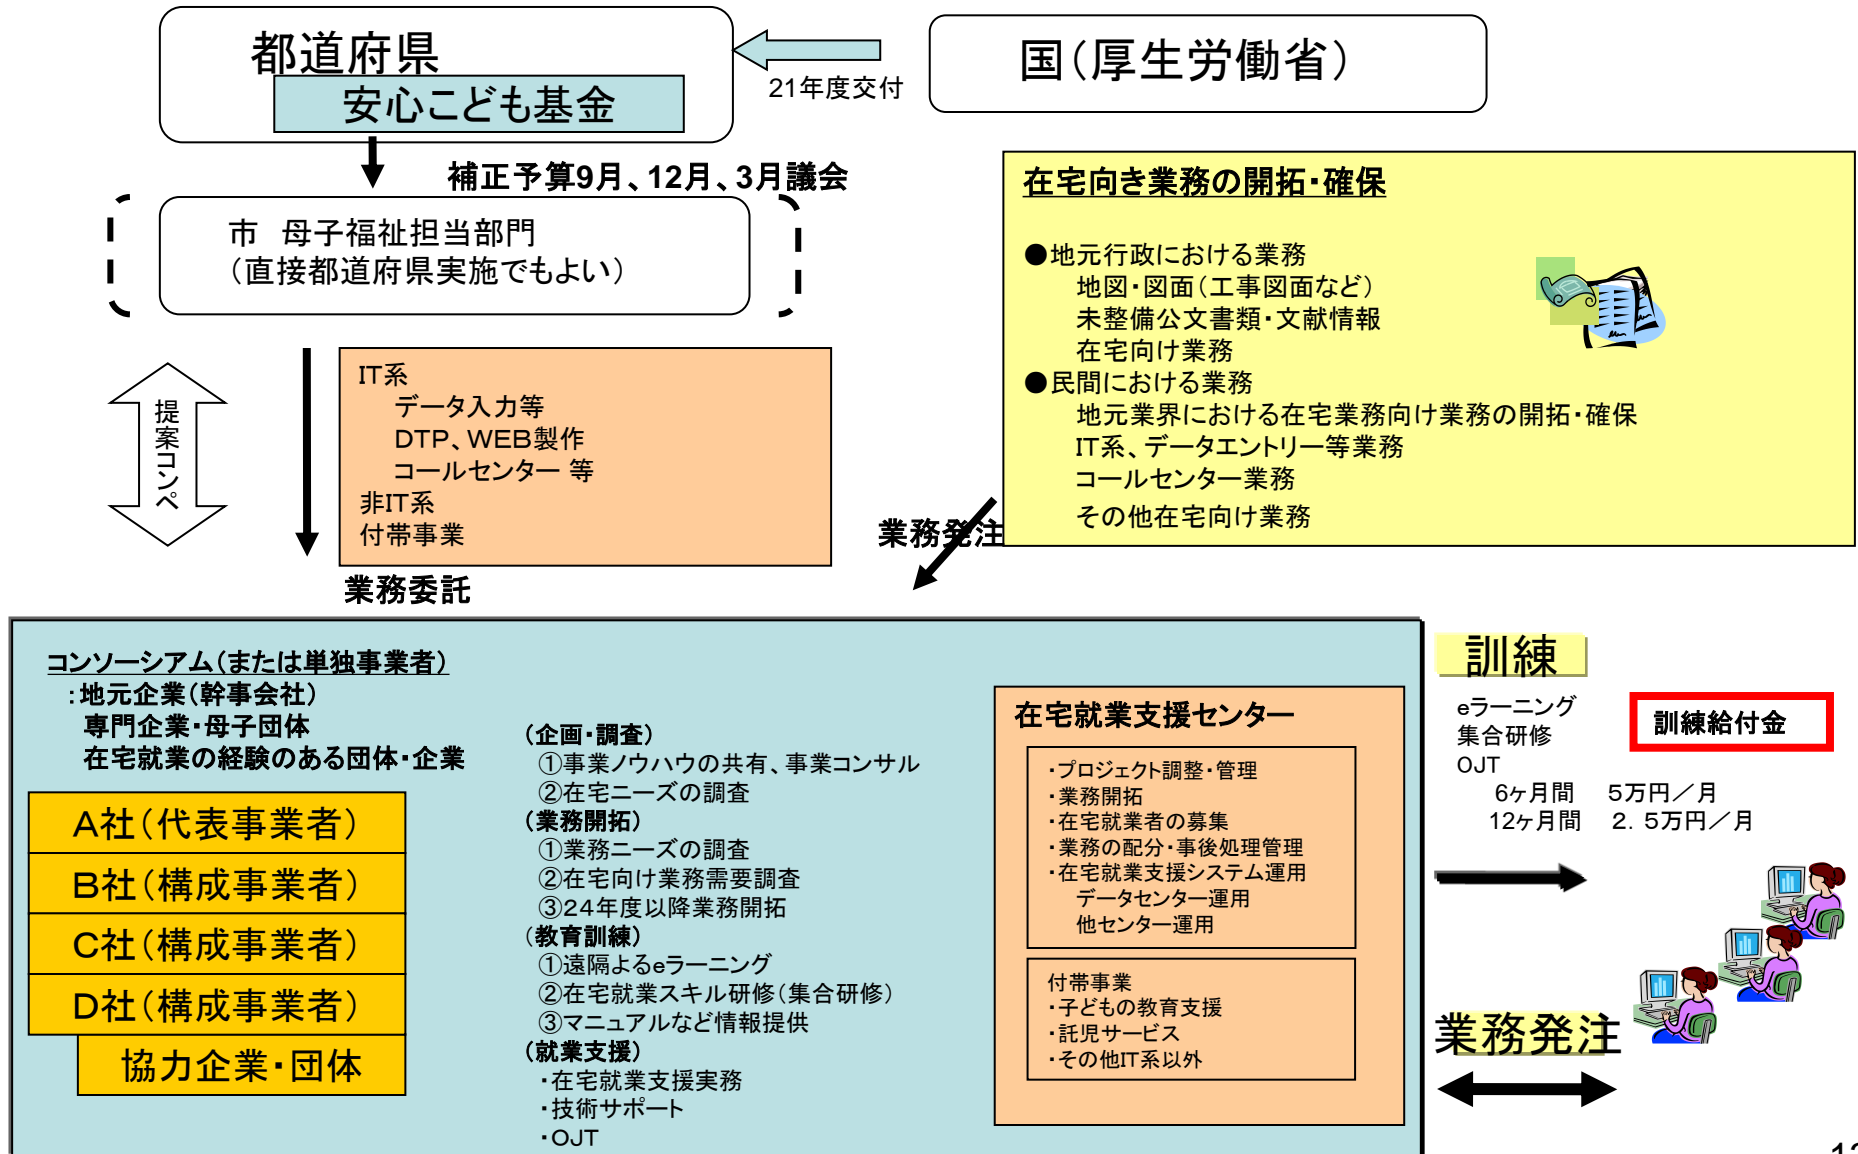 都道府県
安心こども基金
21年度交付
国（厚生労働省）
補正予算9月、12月、3月議会
市　母子福祉担当部門
（直接都道府県実施でもよい）
提案コンペ
IT系
データ入力等
DTP、WEB製作
コールセンター 等
非IT系
付帯事業
業務委託
在宅向き業務の開拓・確保
●地元行政における業務
地図・図面（工事図面など）
未整備公文書類・文献情報
在宅向け業務
●民間における業務
地元業界における在宅業務向け業務の開拓・確保
IT系、データエントリー等業務
コールセンター業務
その他在宅向け業務
業務発注
コンソーシアム（または単独事業者）
：地元企業（幹事会社）
専門企業・母子団体
在宅就業の経験のある団体・企業
A社（代表事業者）
B社（構成事業者）
C社（構成事業者）
D社（構成事業者）
協力企業・団体
（企画・調査）
①事業ノウハウの共有、事業コンサル
②在宅ニーズの調査
（業務開拓）
①業務ニーズの調査
②在宅向け業務需要調査
③24年度以降業務開拓
（教育訓練）
①遠隔よるeラーニング
②在宅就業スキル研修（集合研修）
③マニュアルなど情報提供
（就業支援）
・在宅就業支援実務
・技術サポート
・OJT
在宅就業支援センター
・プロジェクト調整・管理
・業務開拓
・在宅就業者の募集
・業務の配分・事後処理管理
・在宅就業支援システム運用
データセンター運用
他センター運用
付帯事業
・子どもの教育支援
・託児サービス
・その他IT系以外
訓練
eラーニング
集合研修
OJT
訓練給付金
6ヶ月間　5万円／月
12ヶ月間　2．5万円／月
業務発注